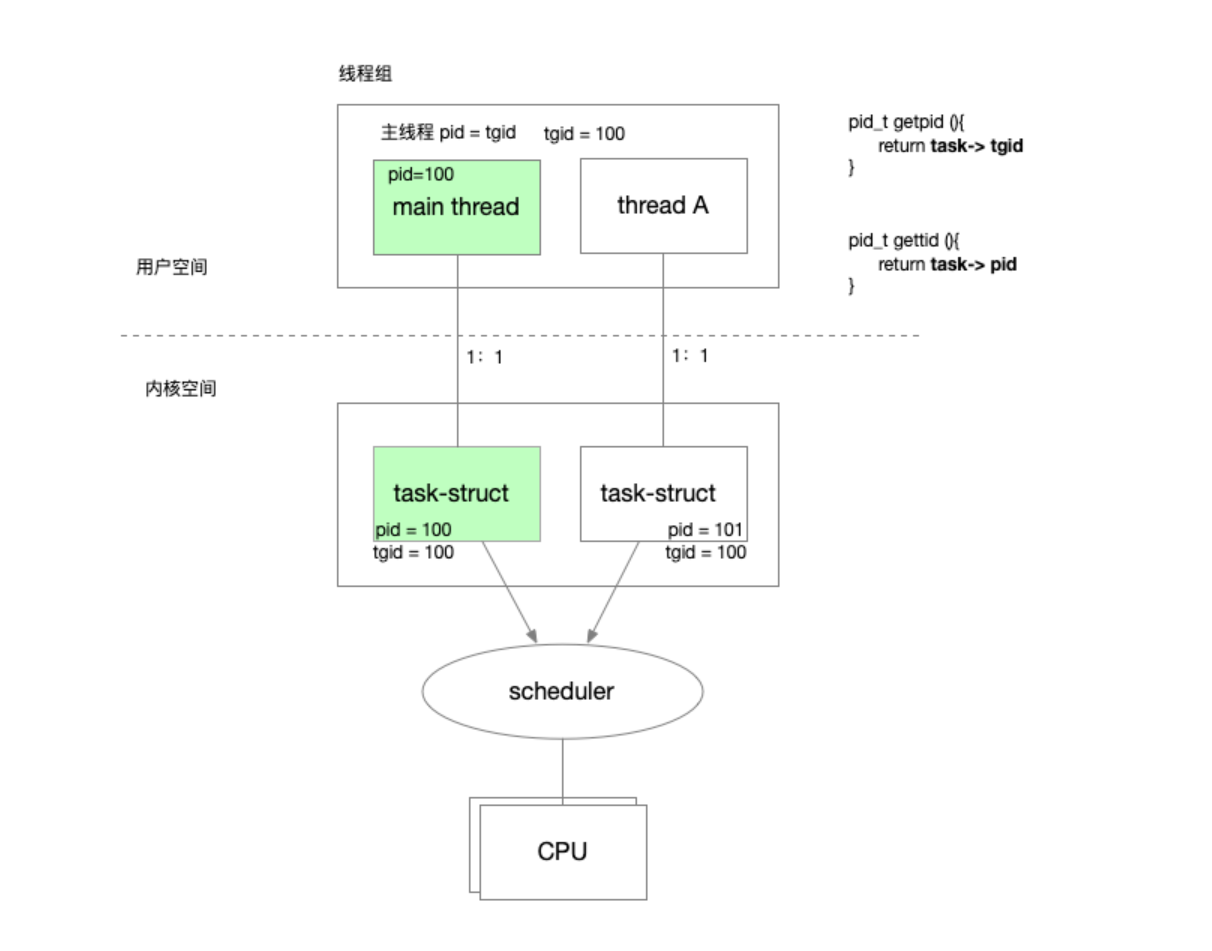 线程组
主线程 pid = tgid tgid = 100
pid=100
main thread
thread A
pid_t getpid (){
return task-> tgid
}
pid_t gettid (){
return task-> pid
}
用户空间
1：1
1：1
内核空间
task-struct
pid = 100
tgid = 100
task-struct
pid = 101
tgid = 100
scheduler
CPU